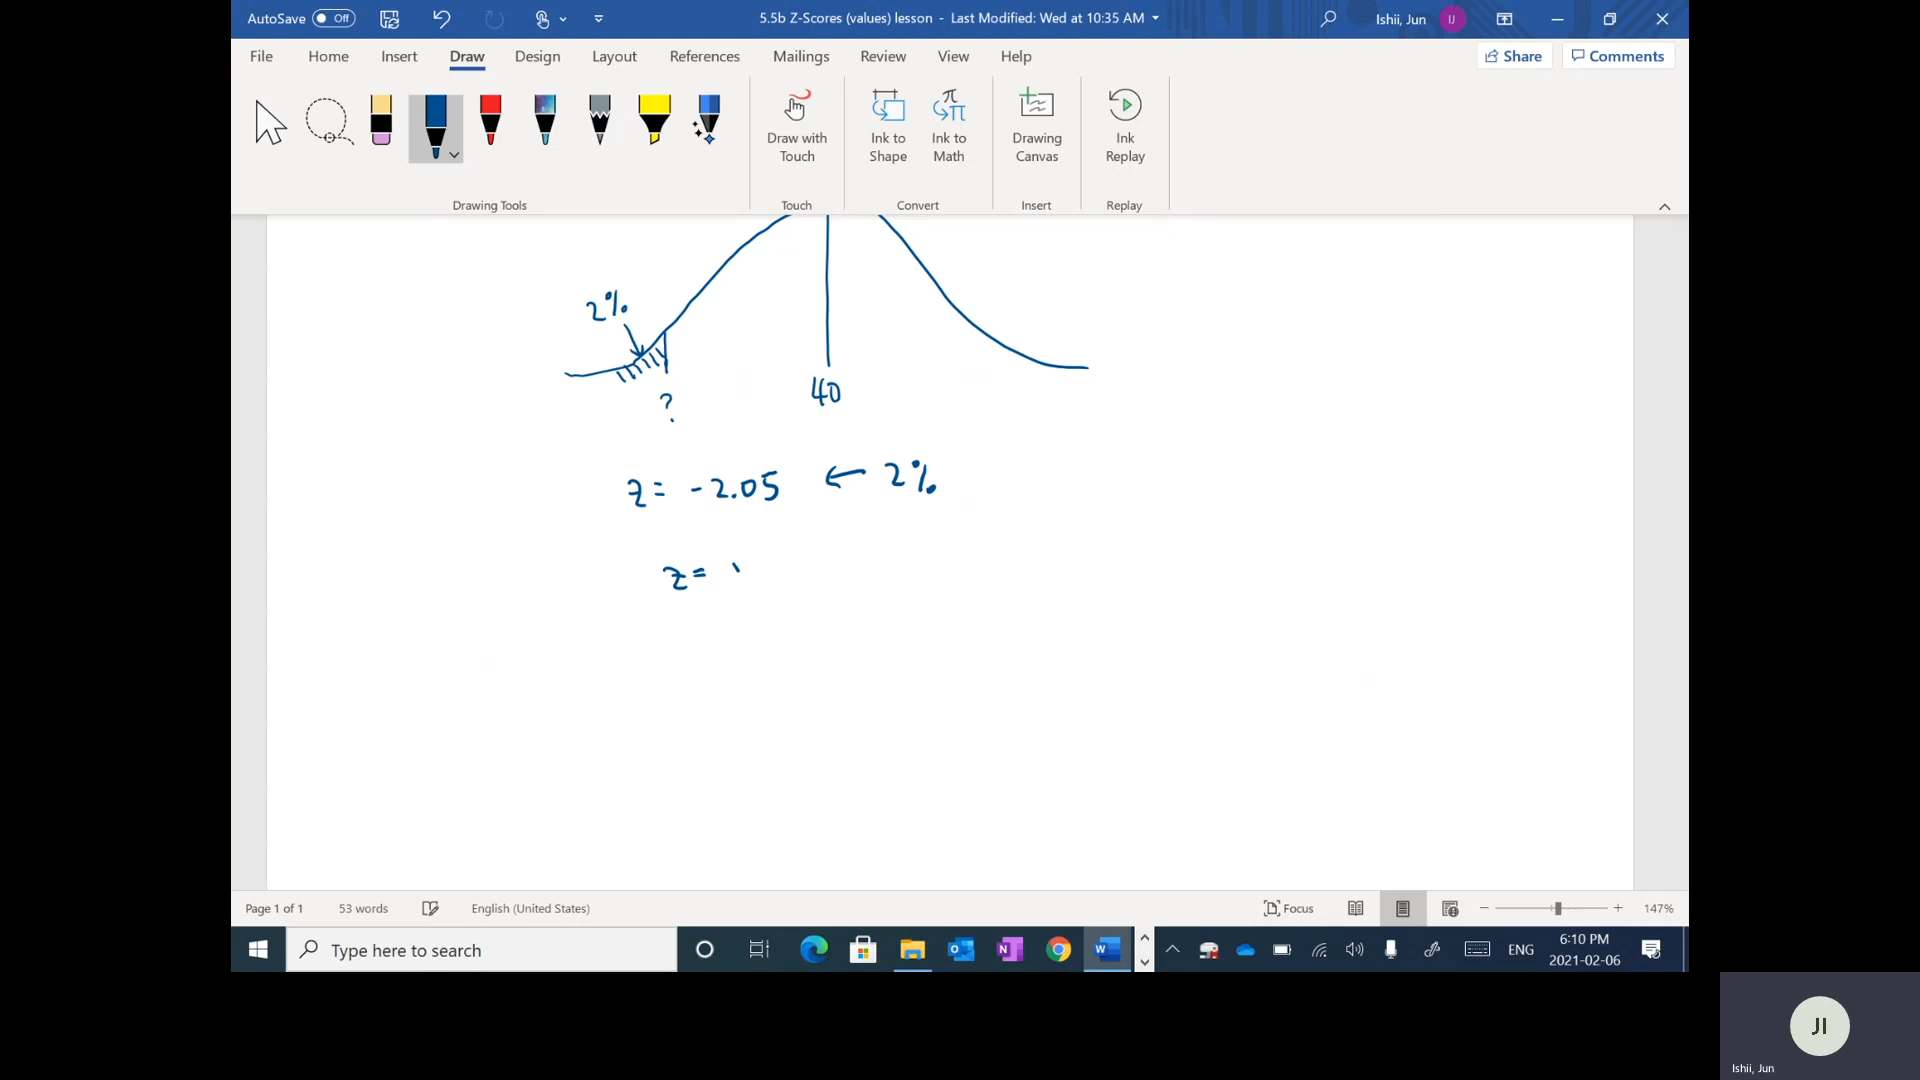 AutoSave Off 5.5b Z-Scores (values) lesson - Last Modified: Wed at 10:35 AM Ishii, Jun IJ
File Home Insert Draw Design Layout References Mailings Review View Help Share Comments
Draw with Touch
Ink to Shape
Ink to Math
Drawing Canvas
Ink Replay
Drawing Tools Touch Convert Insert Replay
2%
? 40
z = -2.05 ← 2%
z =
Page 1 of 1 53 words English (United States) Focus 147%
Type here to search ENG 6:10 PM
2021-02-06
JI
Ishii, Jun